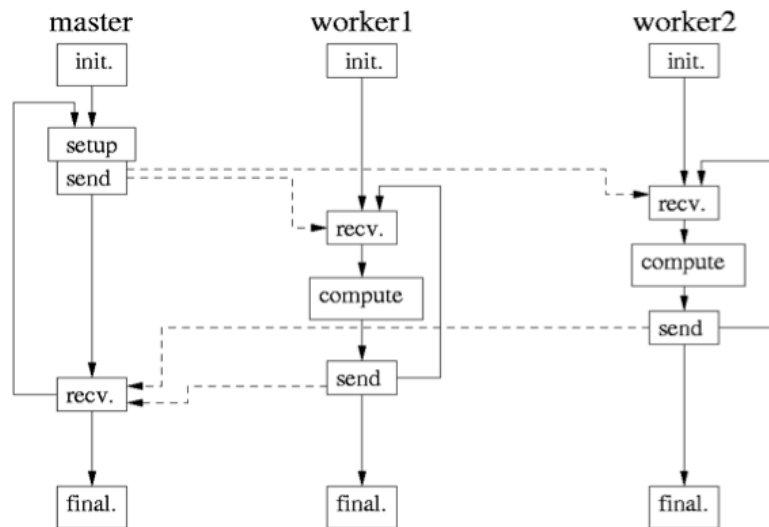 master
worker1
worker2
init.
init.
init.
setup
send
recv.
recv.
compute
compute
send
send
recv.
final.
final.
final.